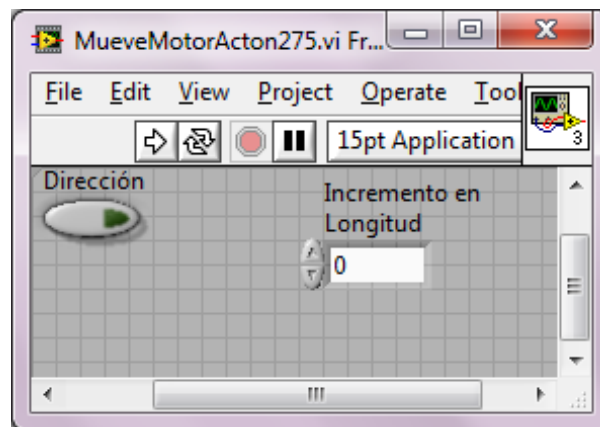 MueveMotorActon275.vi Fr...
File Edit View Project Operate Tool
15pt Application
3
Dirección
Incremento en
Longitud
0